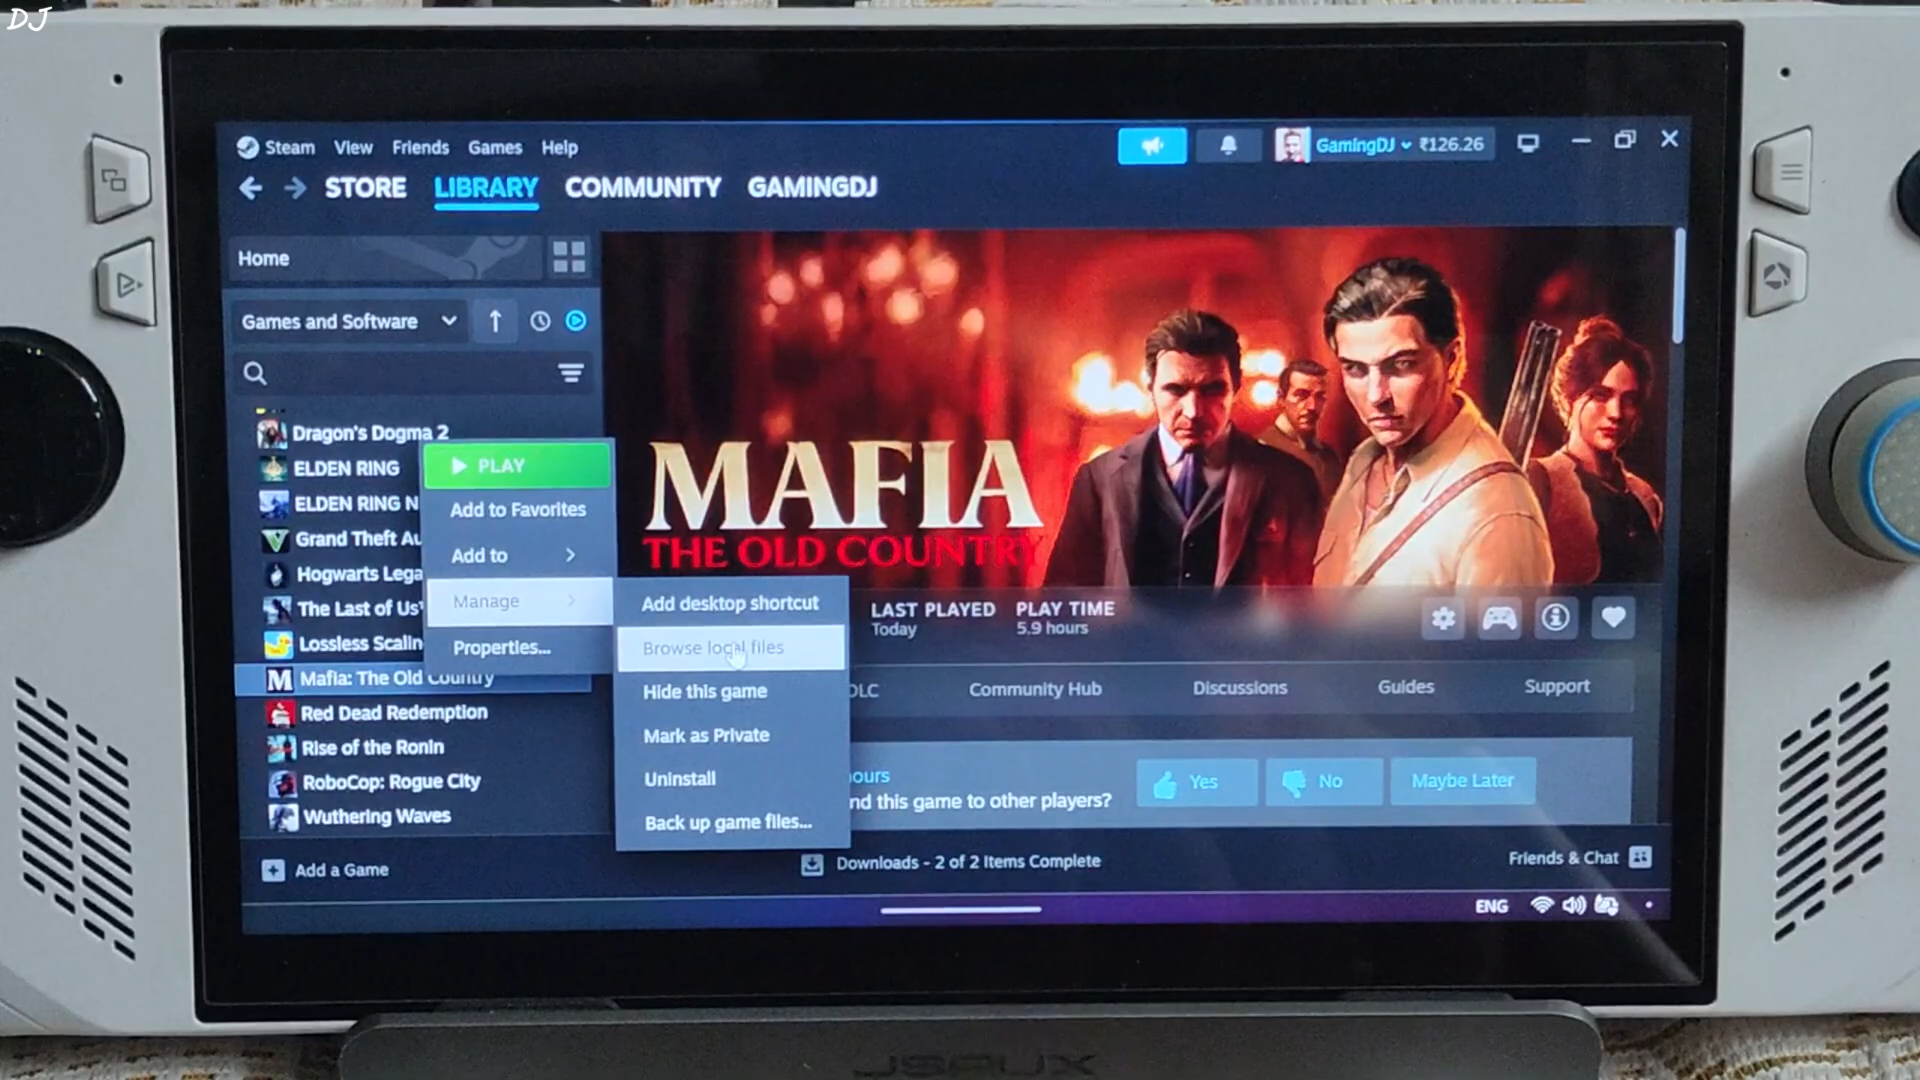 DJ
Steam View Friends Games Help
GamingDJ ₹126.26
STORE LIBRARY COMMUNITY GAMINGDJ
Home
Games and Software
Dragon's Dogma 2
ELDEN RING
ELDEN RING N
Grand Theft Au
Hogwarts Lega
The Last of Us
Lossless Scalin
Mafia: The Old Country
Red Dead Redemption
Rise of the Ronin
RoboCop: Rogue City
Wuthering Waves
PLAY
Add to Favorites
Add to
Manage
Properties...
Add desktop shortcut
Browse local files
Hide this game
Mark as Private
Uninstall
Back up game files...
MAFIA
THE OLD COUNTRY
LAST PLAYED PLAY TIME
Today 5.9 hours
DLC Community Hub Discussions Guides Support
hours
nd this game to other players?
Yes No Maybe Later
Add a Game
Downloads - 2 of 2 Items Complete
Friends & Chat
ENG
JSAUX